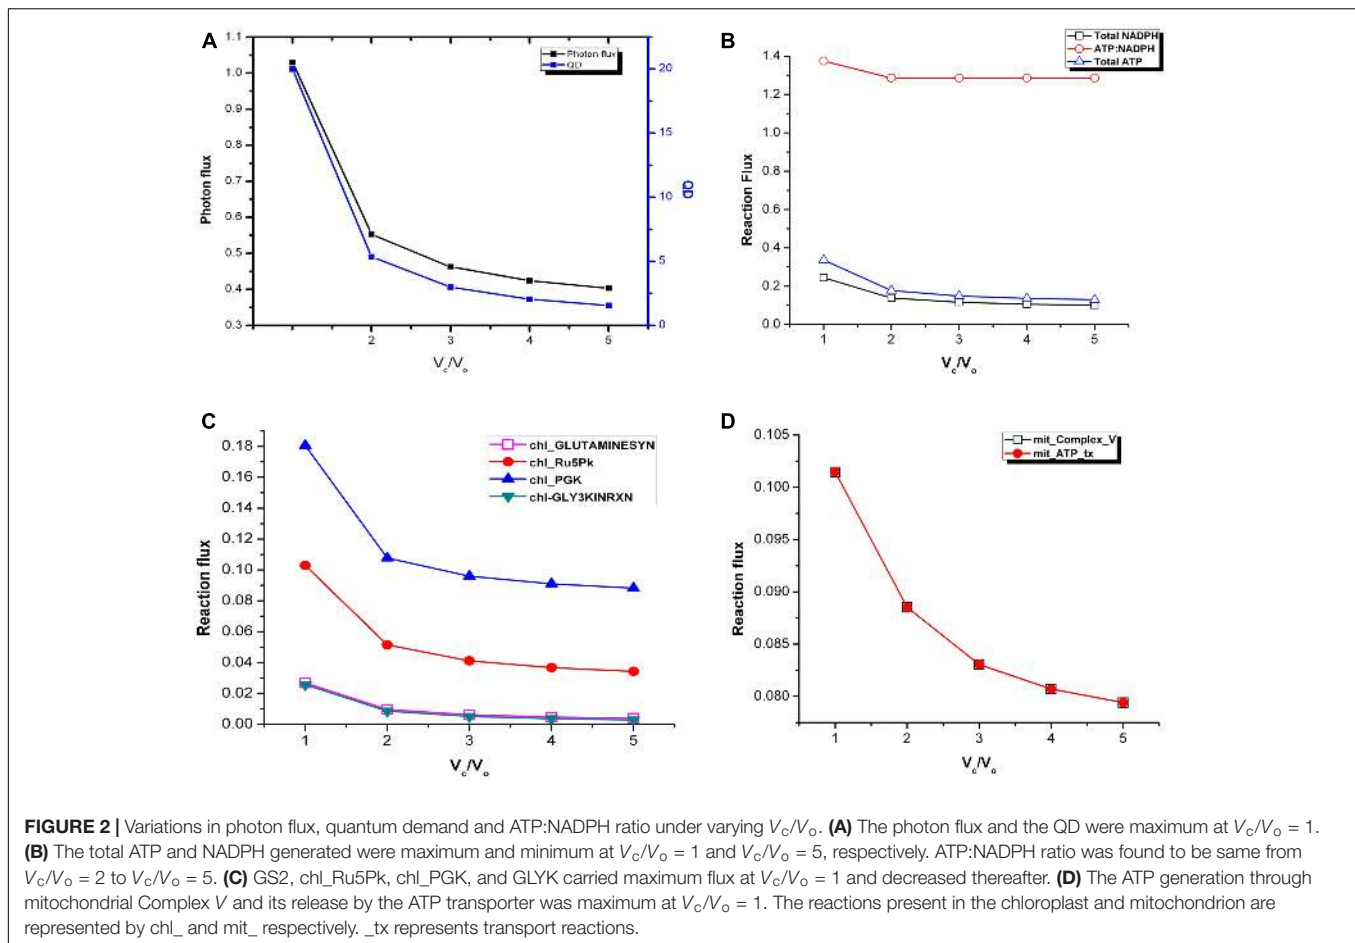 A
1.1
1.0
0.9
0.8
0.7
0.6
0.5
0.4
0.3
Photon flux
Photon flux
QD
20
15
10
5
0
QD
2
3
4
5
Vc/Vo
B
1.4
1.2
1.0
0.8
0.6
0.4
0.2
0.0
Reaction Flux
Total NADPH
ATP:NADPH
Total ATP
1
2
3
4
5
Vc/Vo
C
0.18
0.16
0.14
0.12
0.10
0.08
0.06
0.04
0.02
0.00
Reaction flux
chl_GLUTAMINESYN
chl_Ru5Pk
chl_PGK
chl-GLY3KINRXN
1
2
3
4
5
Vc/Vo
D
0.105
0.100
0.095
0.090
0.085
0.080
Reaction flux
mit_Complex_V
mit_ATP_tx
1
2
3
4
5
Vc/Vo
FIGURE 2 | Variations in photon flux, quantum demand and ATP:NADPH ratio under varying Vc/Vo. (A) The photon flux and the QD were maximum at Vc/Vo = 1.
(B) The total ATP and NADPH generated were maximum and minimum at Vc/Vo = 1 and Vc/Vo = 5, respectively. ATP:NADPH ratio was found to be same from
Vc/Vo = 2 to Vc/Vo = 5. (C) GS2, chl_Ru5Pk, chl_PGK, and GLYK carried maximum flux at Vc/Vo = 1 and decreased thereafter. (D) The ATP generation through
mitochondrial Complex V and its release by the ATP transporter was maximum at Vc/Vo = 1. The reactions present in the chloroplast and mitochondrion are
represented by chl_ and mit_ respectively. _tx represents transport reactions.